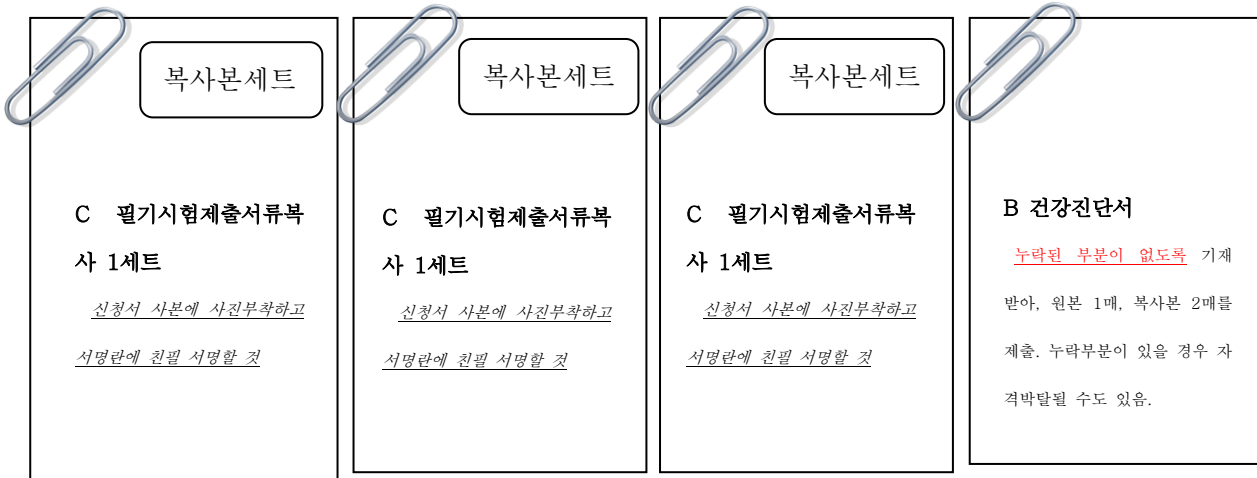 복사본세트
C 필기시험제출서류복
사 1세트
신청서 사본에 사진부착하고
서명란에 친필 서명할 것
복사본세트
C 필기시험제출서류복
사 1세트
신청서 사본에 사진부착하고
서명란에 친필 서명할 것
복사본세트
C 필기시험제출서류복
사 1세트
신청서 사본에 사진부착하고
서명란에 친필 서명할 것
B 건강진단서
누락된 부분이 없도록 기재
받아, 원본 1매, 복사본 2매를
제출. 누락부분이 있을 경우 자
격박탈될 수도 있음.